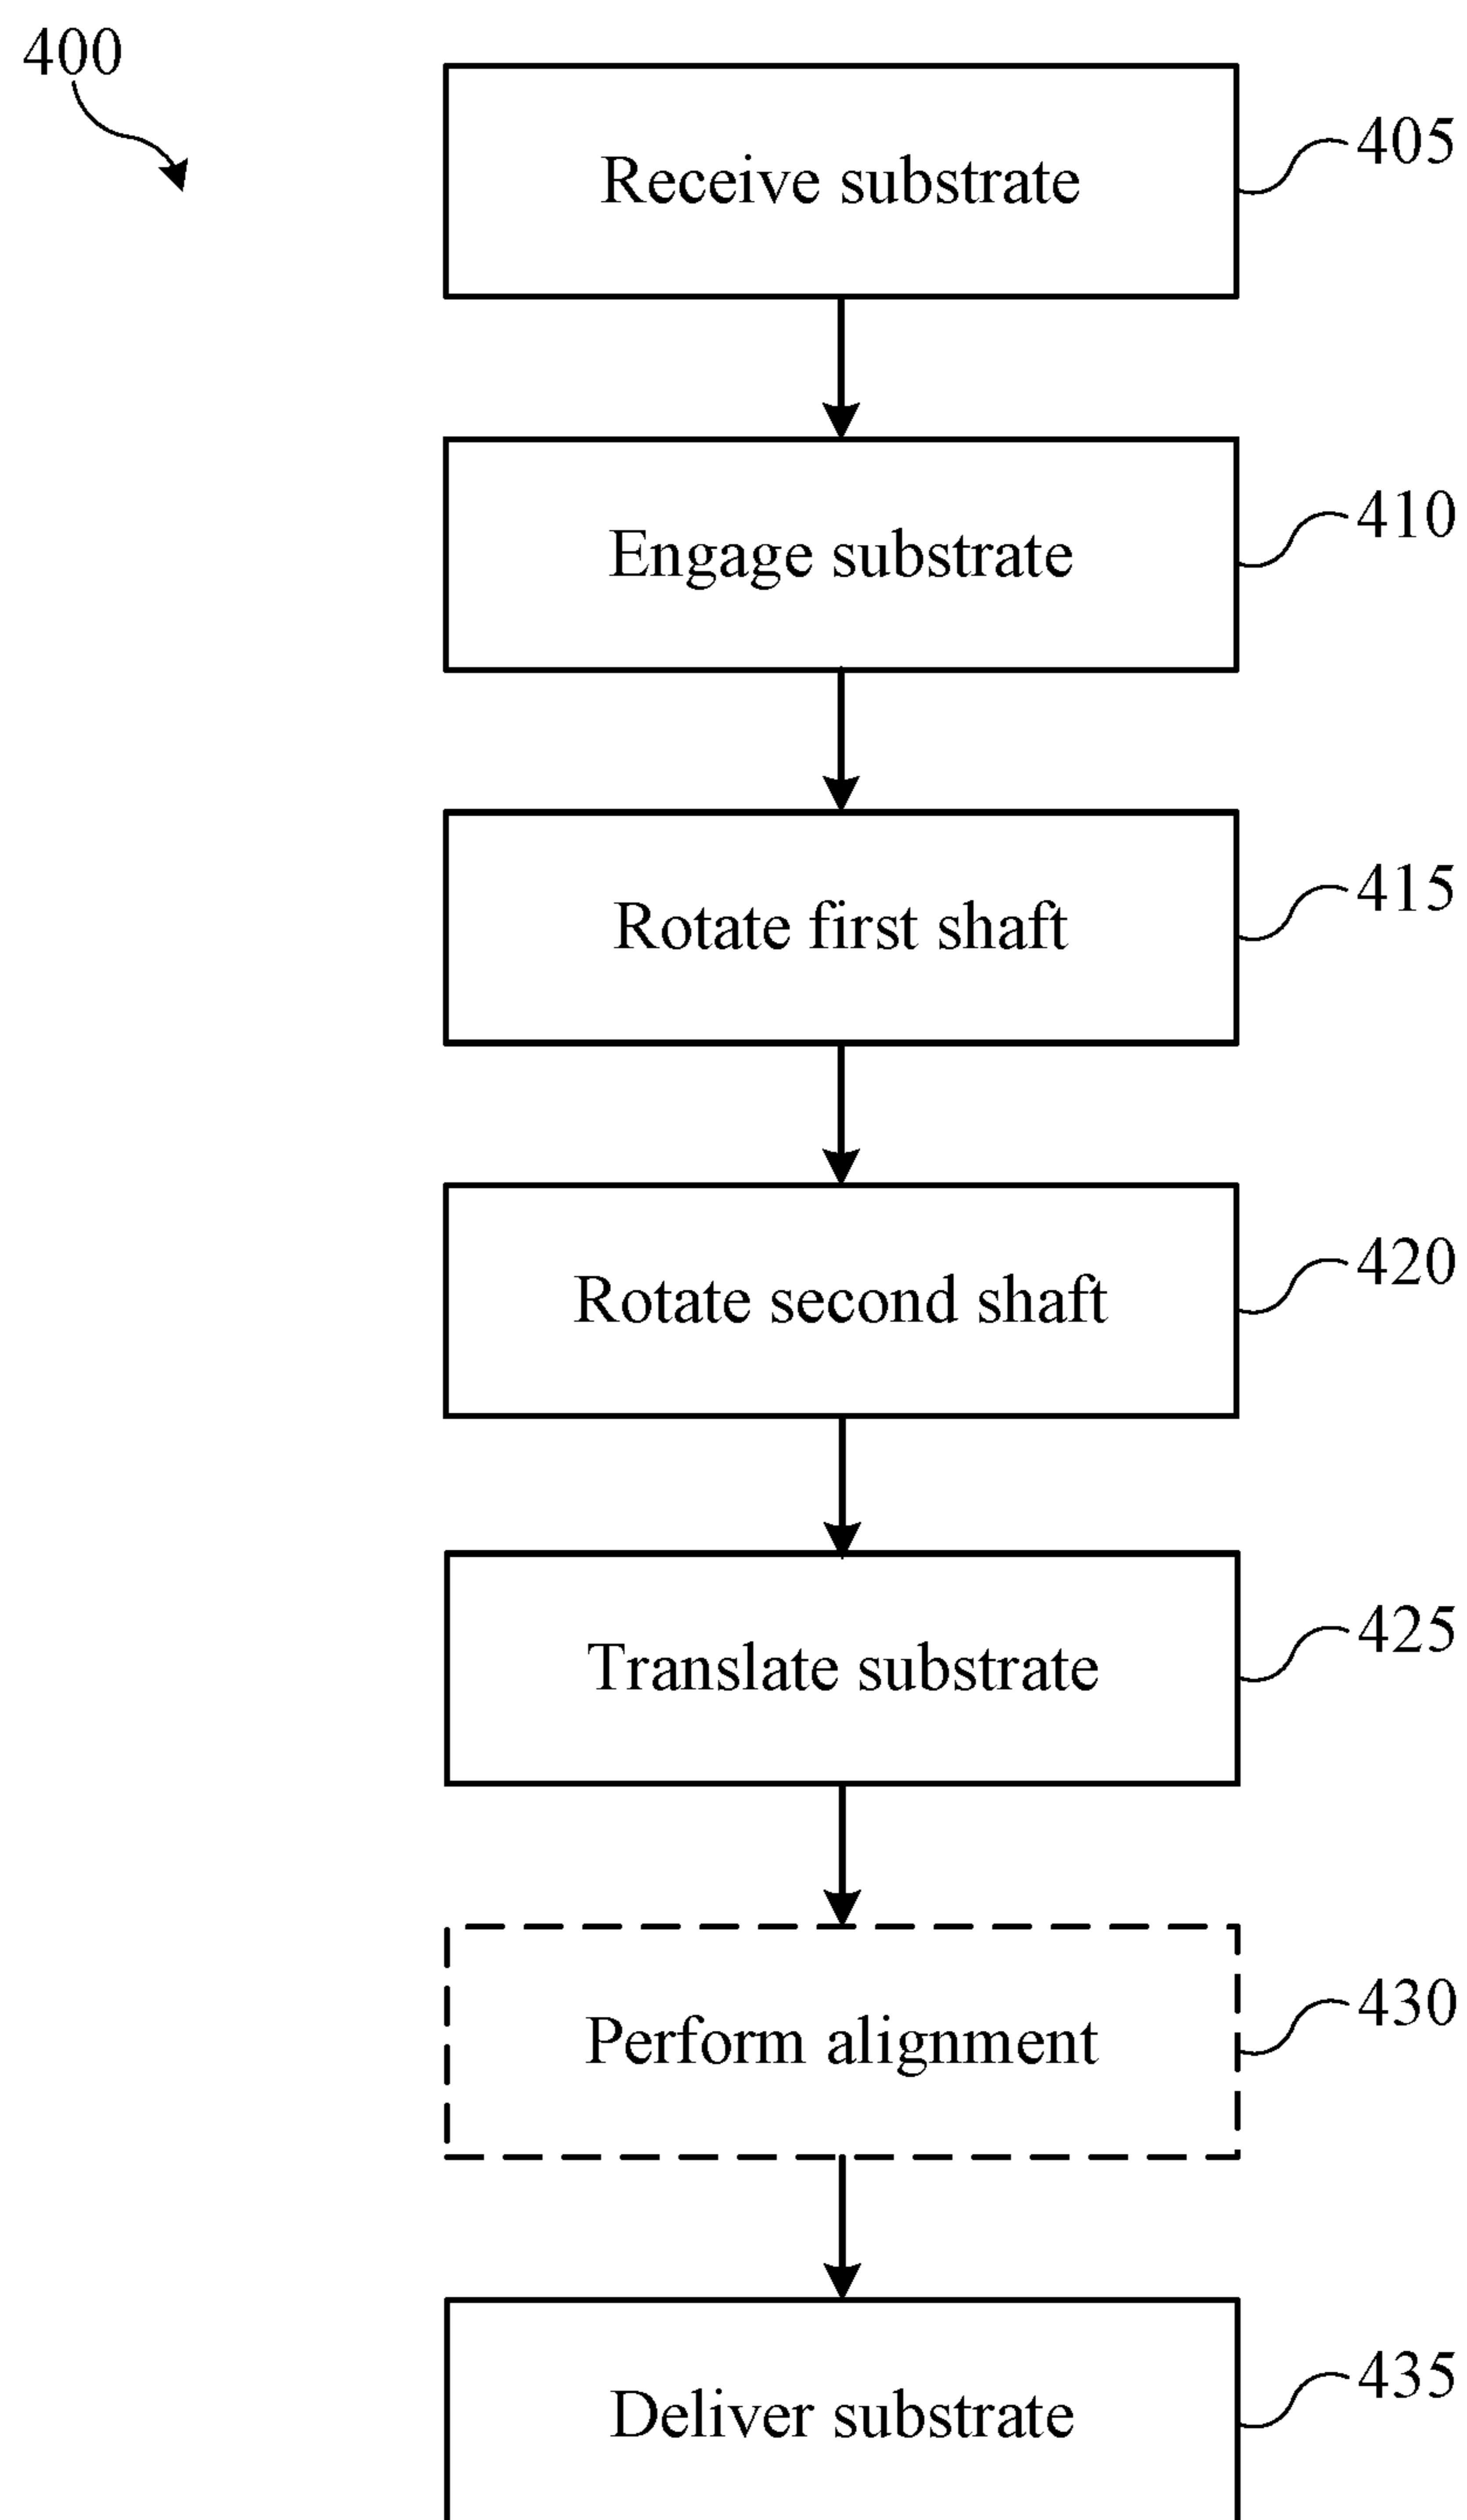 400
Receive substrate
405
Engage substrate
410
Rotate first shaft
415
Rotate second shaft
420
Translate substrate
425
Perform alignment
430
Deliver substrate
435